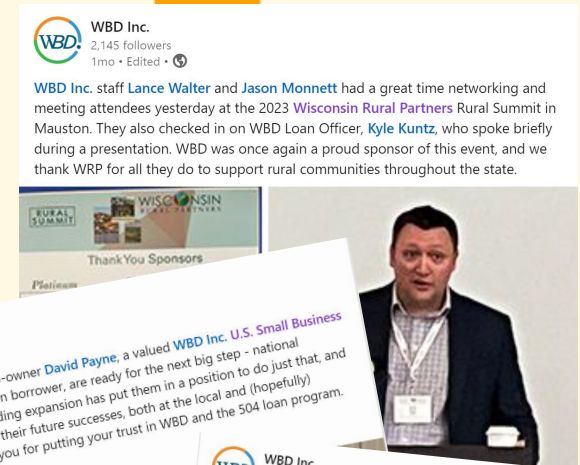 WBD.
WBD Inc.
2,145 followers
1mo • Edited •
WBD Inc. staff Lance Walter and Jason Monnett had a great time networking and
meeting attendees yesterday at the 2023 Wisconsin Rural Partners Rural Summit in
Mauston. They also checked in on WBD Loan Officer, Kyle Kuntz, who spoke briefly
during a presentation. WBD was once again a proud sponsor of this event, and we
thank WRP for all they do to support rural communities throughout the state.
RURAL
SUMMIT
WISCONSIN
RURAL PARTNERS
Thank You Sponsors
Platinum
-owner David Payne, a valued WBD Inc. U.S. Small Business
n borrower, are ready for the next big step - national
ding expansion has put them in a position to do just that, and
their future successes, both at the local and (hopefully)
you for putting your trust in WBD and the 504 loan program.
WBD Inc.